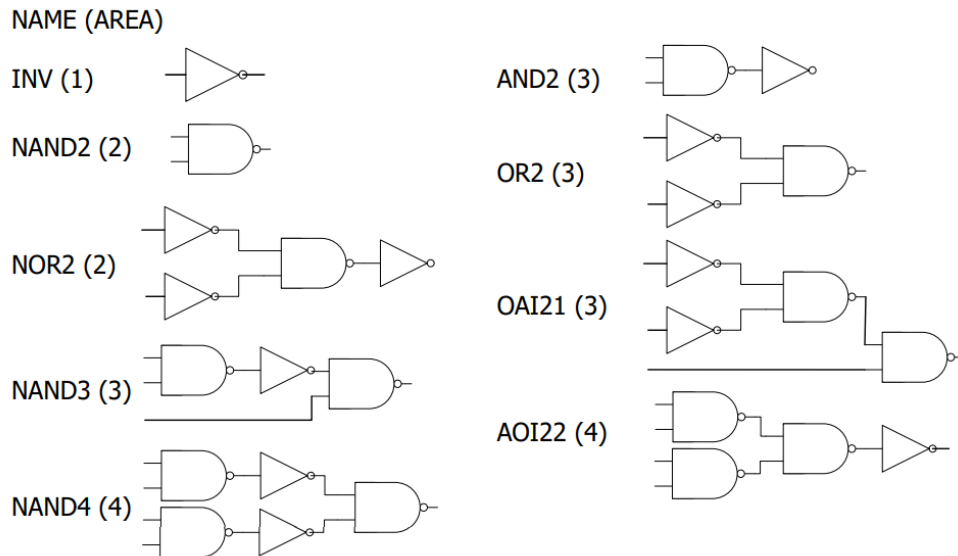 NAME (AREA)
INV (1)
NAND2 (2)
NOR2 (2)
NAND3 (3)
NAND4 (4)
AND2 (3)
OR2 (3)
OAI21 (3)
AOI22 (4)